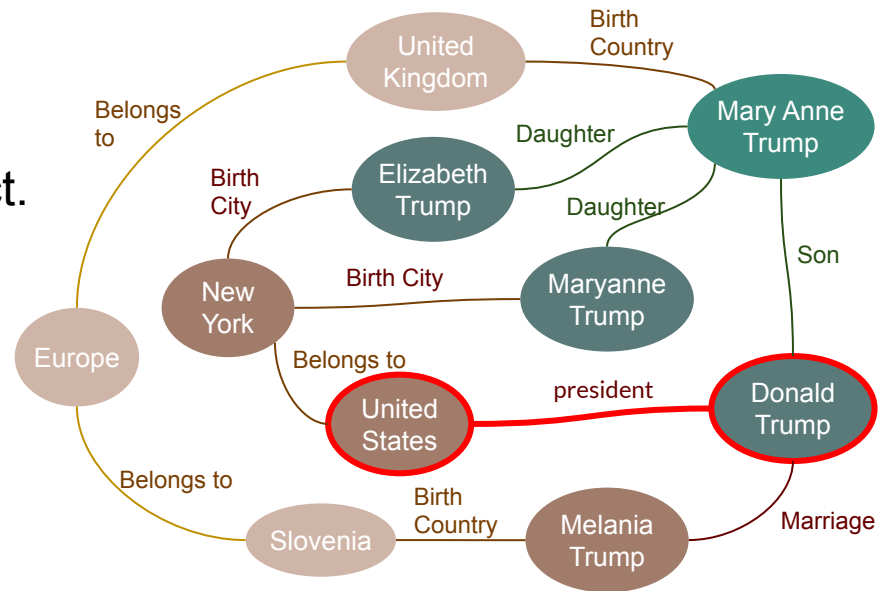 United
Kingdom
Birth
Country
Mary Anne
Trump
Belongs
to
Daughter
ct.
Birth
City
Elizabeth
Trump
Daughter
Son
New
York
Birth City
Maryanne
Trump
Europe
Belongs to
United
States
president
Donald
Trump
Belongs to
Slovenia
Birth
Country
Melania
Trump
Marriage